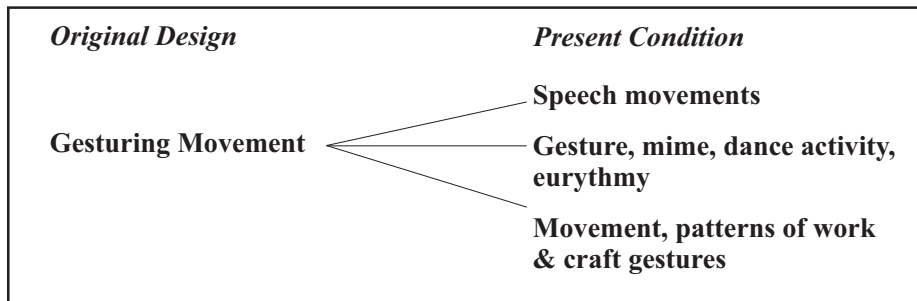 Original Design
Present Condition
Speech movements
Gesturing Movement
Gesture, mime, dance activity,
eurythmy
Movement, patterns of work
& craft gestures